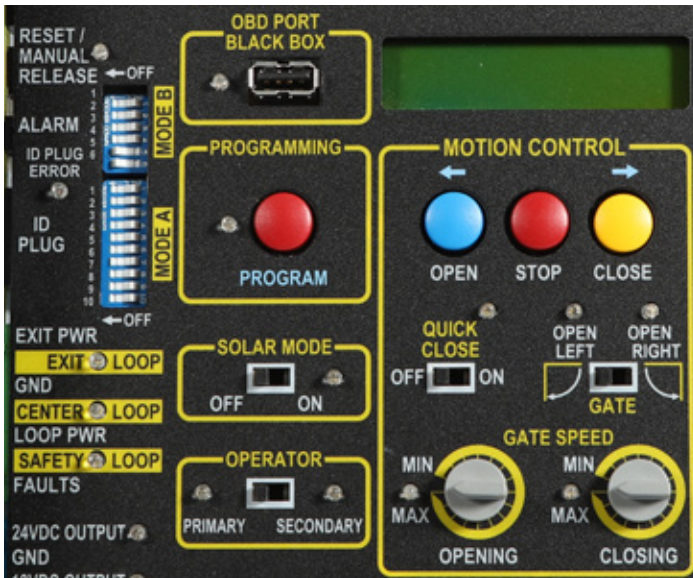 RESET /
MANUAL
RELEASE
←OFF
1
2
3
4
5
6
MODE B
ALARM
ID PLUG
ERROR
ID
PLUG
1
2
3
4
5
6
7
8
9
10
MODE A
←OFF
EXIT PWR
EXIT LOOP
GND
CENTER LOOP
LOOP PWR
SAFETY LOOP
FAULTS
24VDC OUTPUT
GND
OBD PORT
BLACK BOX
PROGRAMMING
PROGRAM
SOLAR MODE
OFF ON
OPERATOR
PRIMARY SECONDARY
MOTION CONTROL
← →
OPEN STOP CLOSE
QUICK
CLOSE
OFF ON
OPEN
LEFT
OPEN
RIGHT
GATE
GATE SPEED
MIN
MAX
OPENING
MIN
MAX
CLOSING